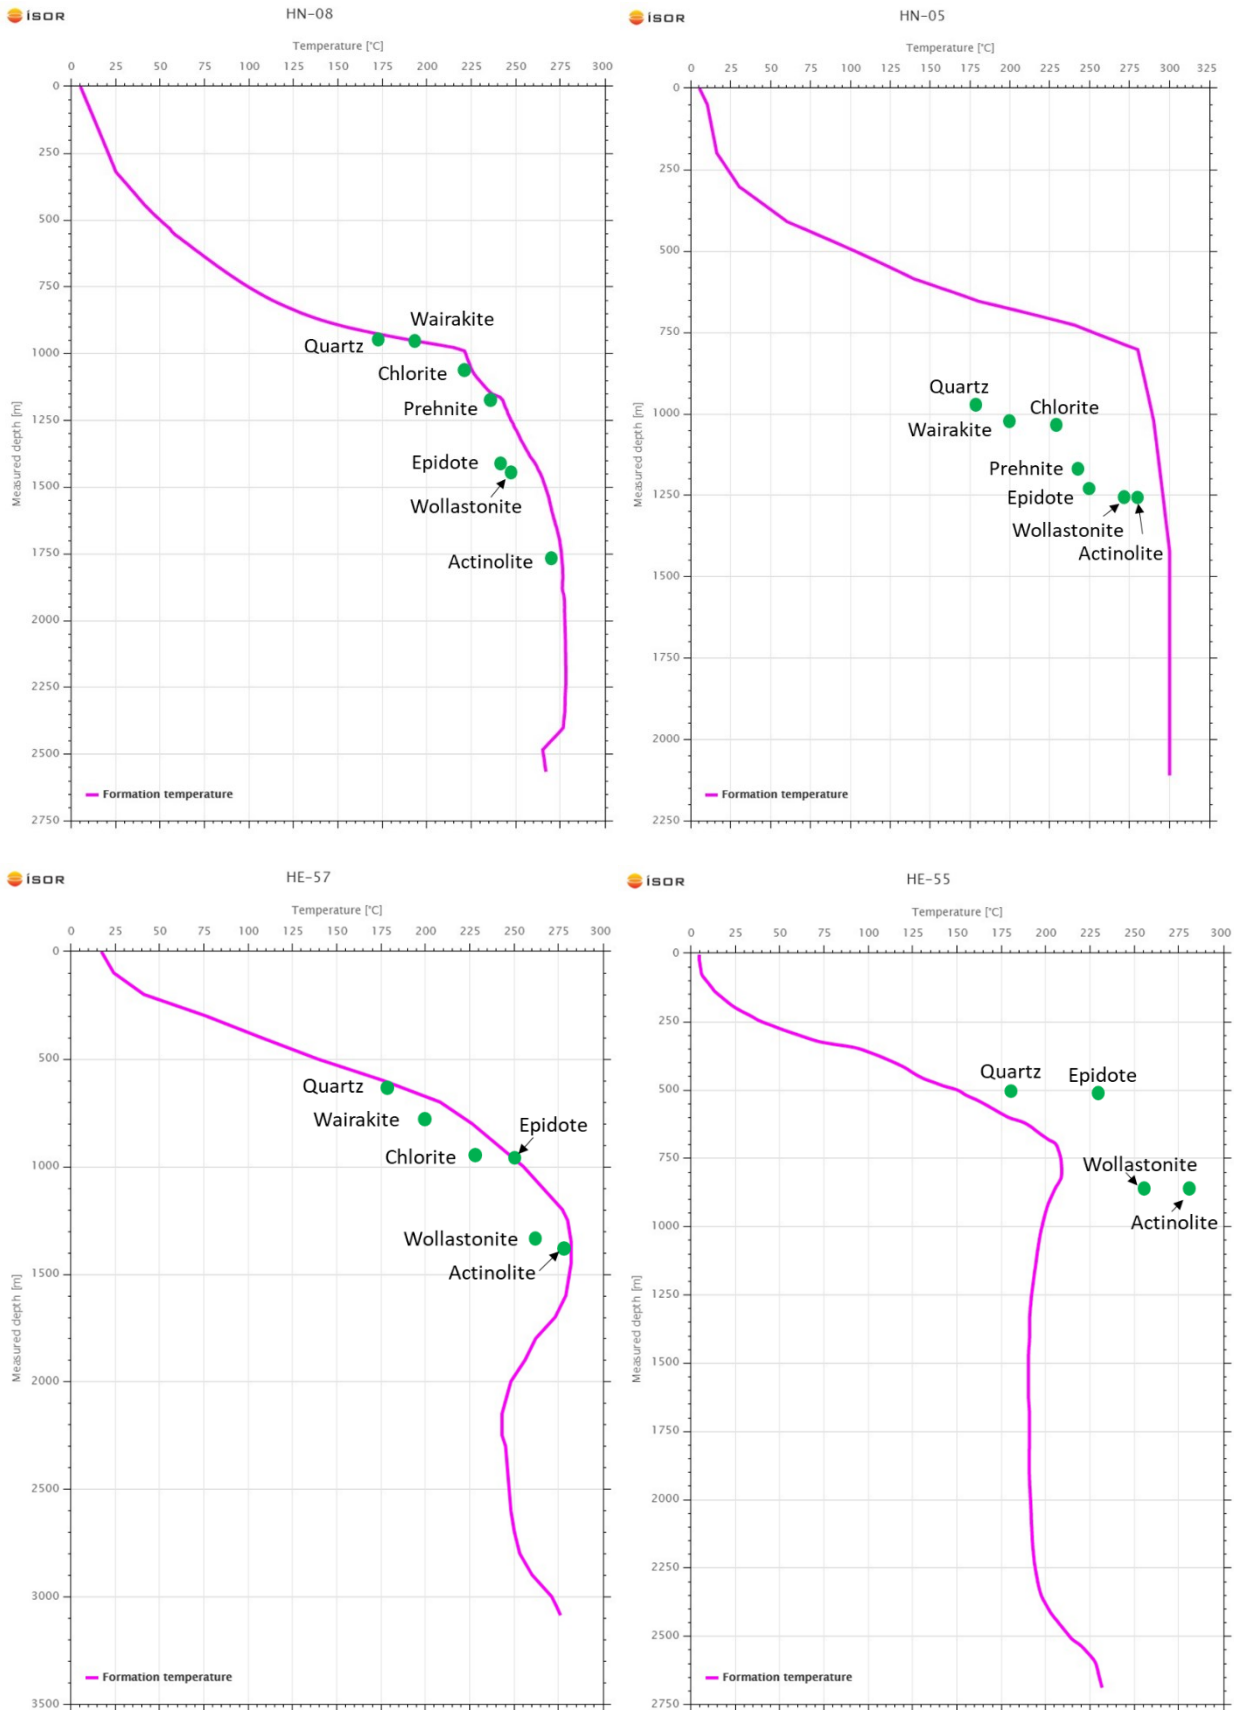 ÍSOR
HN-08
Temperature [°C]
0 25 50 75 100 125 150 175 200 225 250 275 300
Measured depth [m]
0
250
500
750
1000
1250
1500
1750
2000
2250
2500
2750
Wairakite
Quartz
Chlorite
Prehnite
Epidote
Wollastonite
Actinolite
Formation temperature
ÍSOR
HN-05
Temperature [°C]
0 25 50 75 100 125 150 175 200 225 250 275 300 325
Measured depth [m]
0
250
500
750
1000
1250
1500
1750
2000
2250
Quartz
Chlorite
Wairakite
Prehnite
Epidote
Wollastonite
Actinolite
Formation temperature
ÍSOR
HE-57
Temperature [°C]
0 25 50 75 100 125 150 175 200 225 250 275 300
Measured depth [m]
0
500
1000
1500
2000
2500
3000
3500
Quartz
Wairakite
Epidote
Chlorite
Wollastonite
Actinolite
Formation temperature
ÍSOR
HE-55
Temperature [°C]
0 25 50 75 100 125 150 175 200 225 250 275 300
Measured depth [m]
0
250
500
750
1000
1250
1500
1750
2000
2250
2500
2750
Quartz
Epidote
Wollastonite
Actinolite
Formation temperature